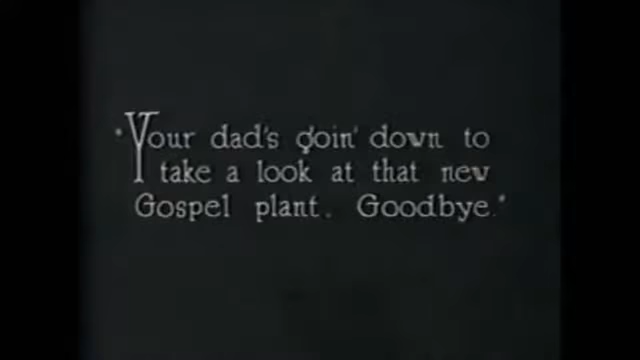 "Your dad's goin' down to
take a look at that new
Gospel plant. Goodbye."